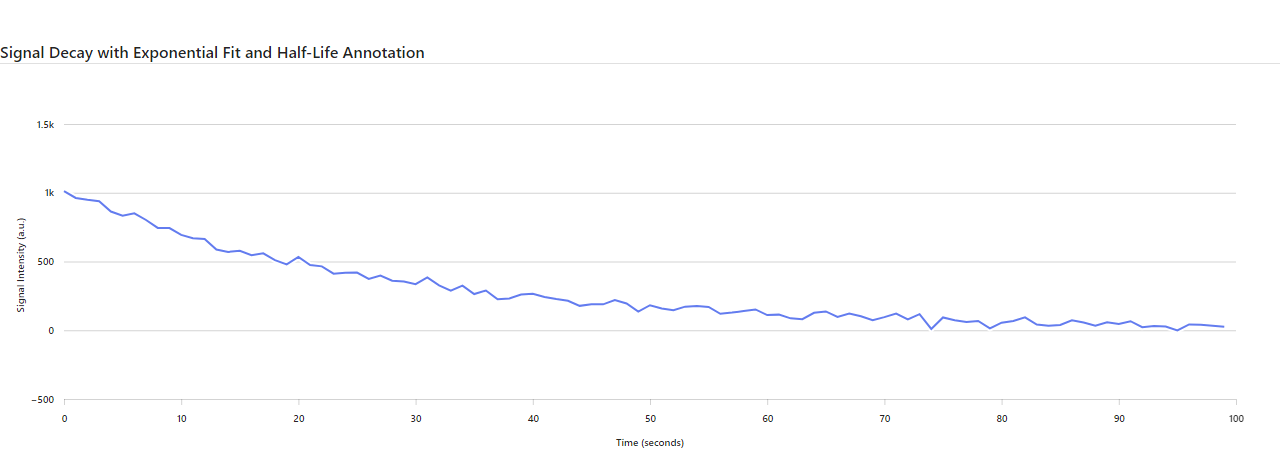 Signal Decay with Exponential Fit and Half-Life Annotation
1.5k
1k
500
0
−500
Signal Intensity (a.u.)
0 10 20 30 40 50 60 70 80 90 100
Time (seconds)